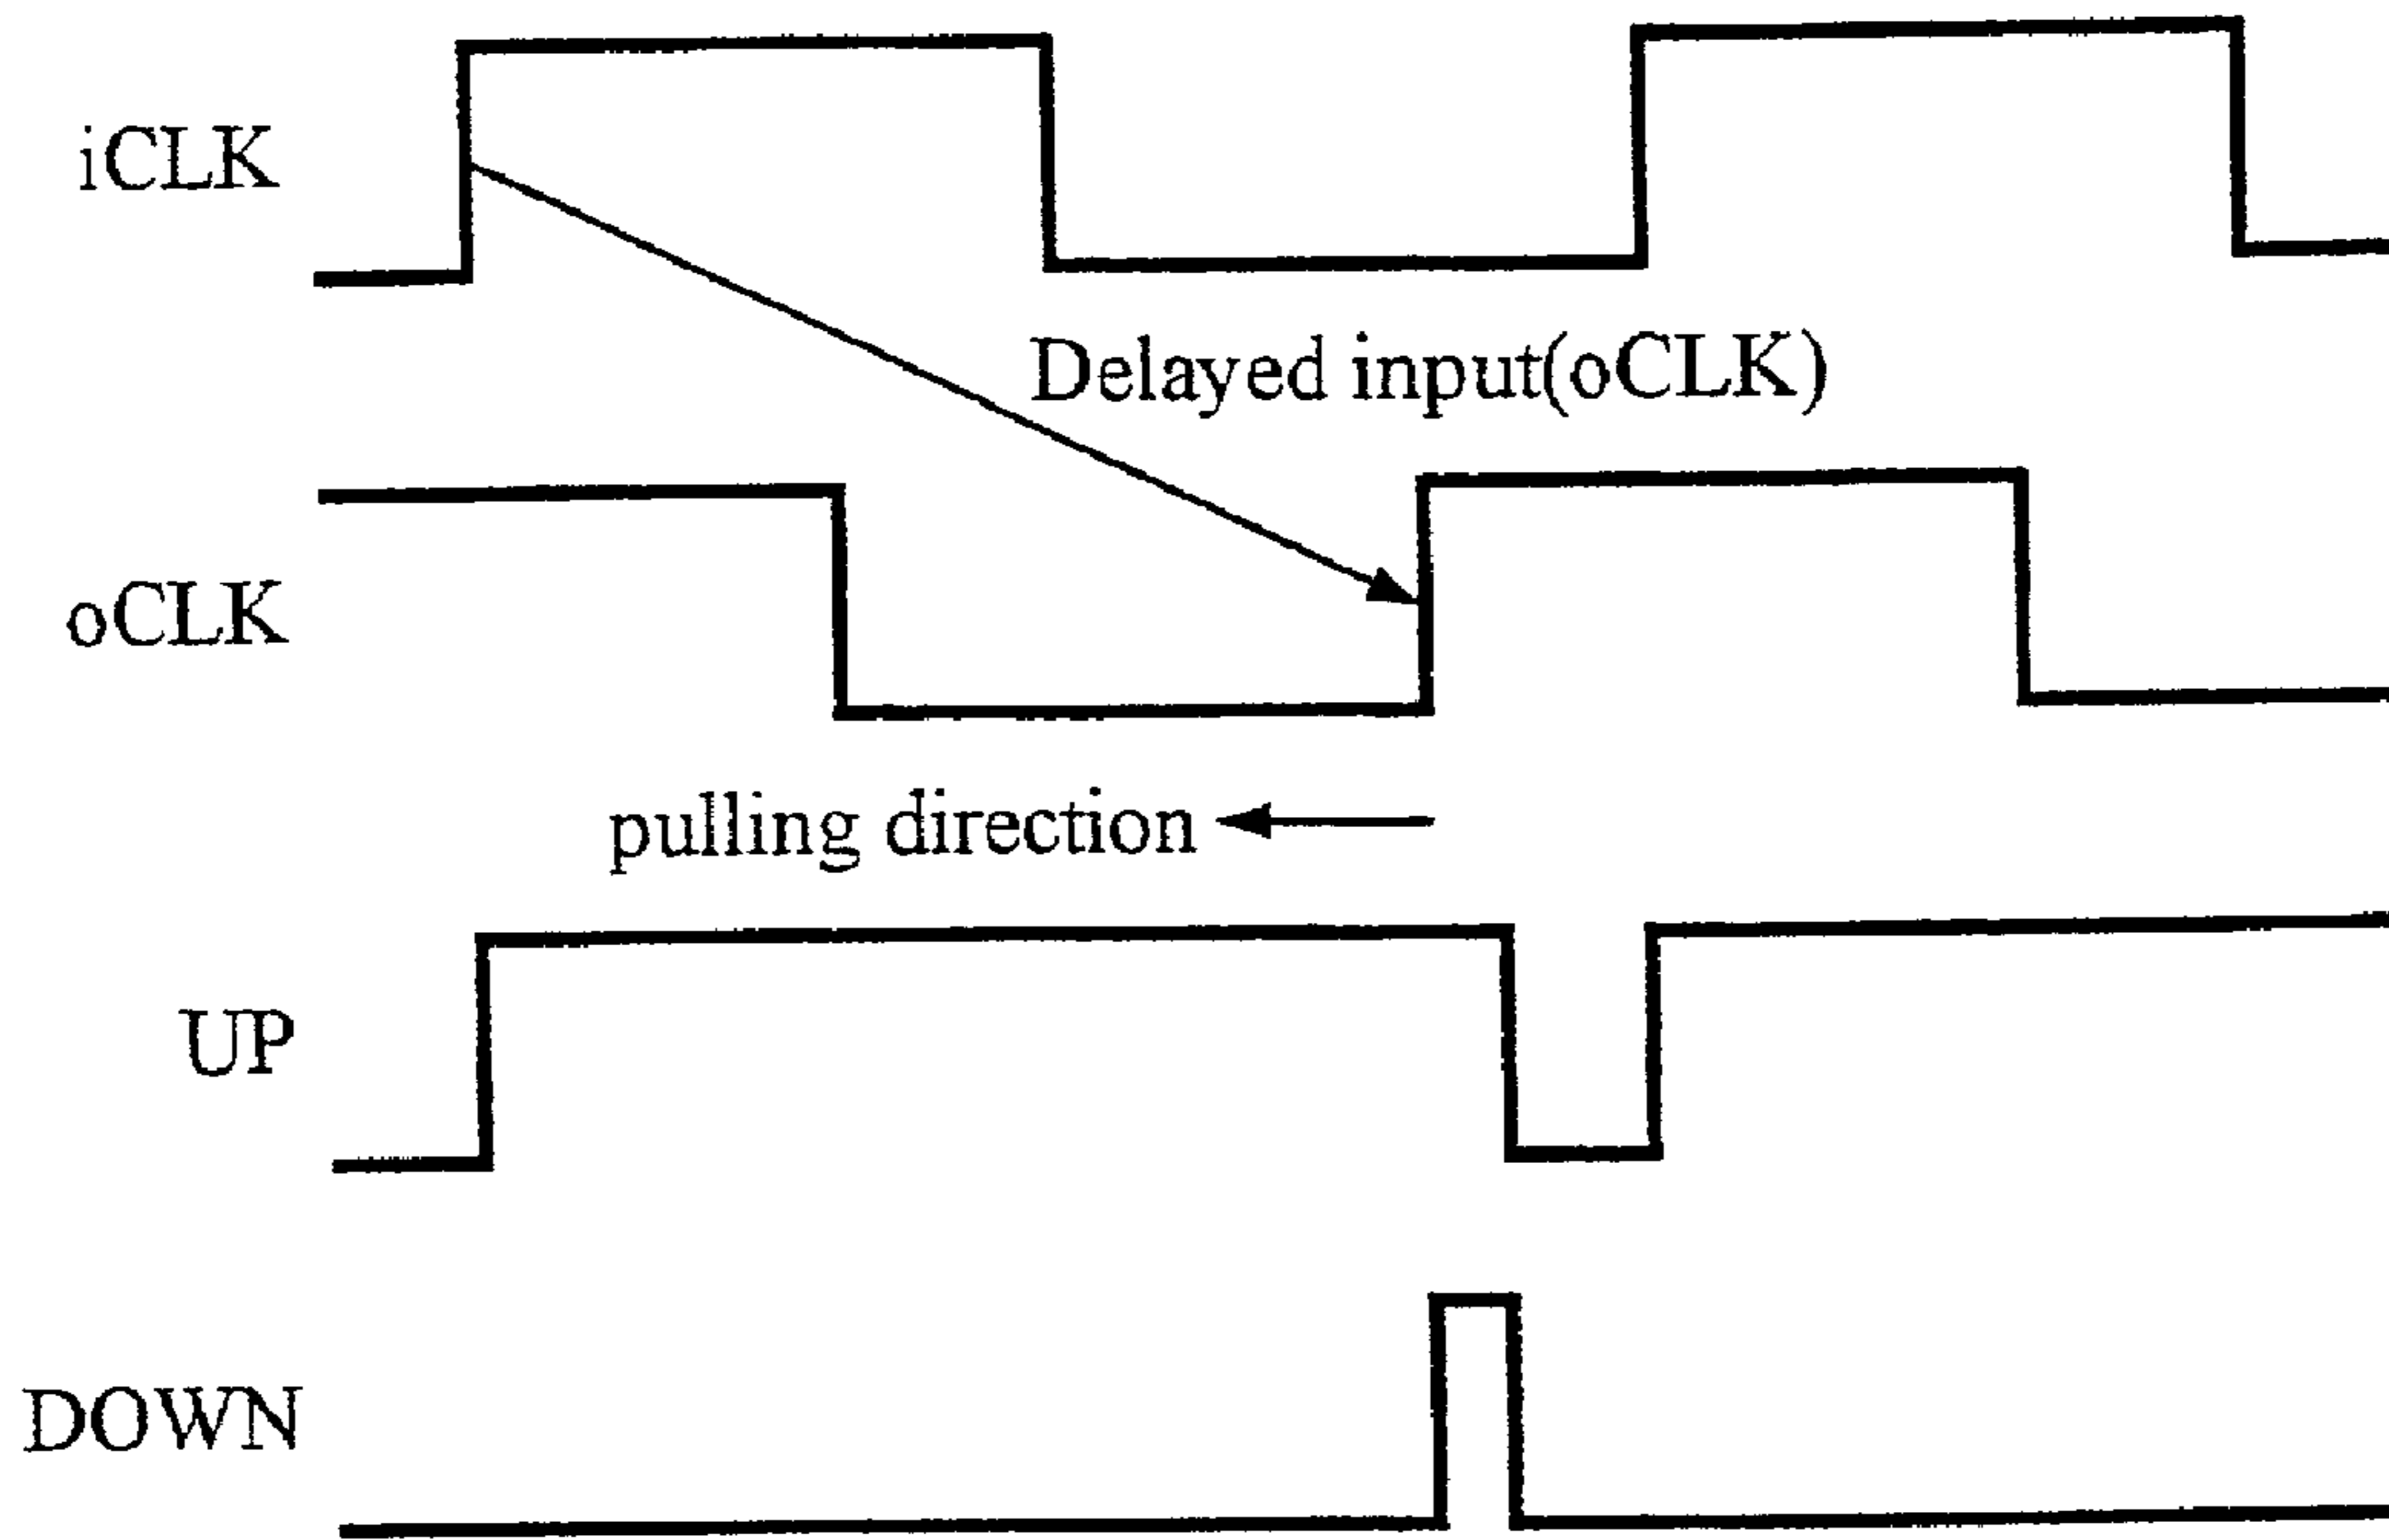 iCLK
Delayed input(oCLK)
oCLK
pulling direction
UP
DOWN